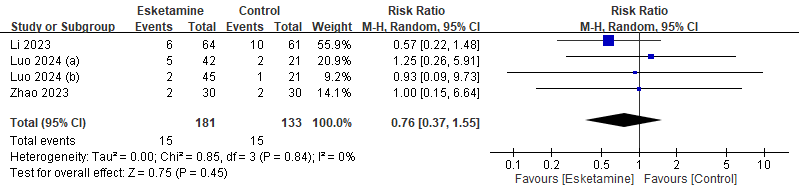 Esketamine Control Risk Ratio Risk Ratio
Study or Subgroup Events Total Events Total Weight M-H, Random, 95% CI M-H, Random, 95% CI
Li 2023 6 64 10 61 55.9% 0.57 [0.22, 1.48]
Luo 2024 (a) 5 42 2 21 20.9% 1.25 [0.26, 5.91]
Luo 2024 (b) 2 45 1 21 9.2% 0.93 [0.09, 9.73]
Zhao 2023 2 30 2 30 14.1% 1.00 [0.15, 6.64]
Total (95% CI) 181 133 100.0% 0.76 [0.37, 1.55]
Total events 15 15
Heterogeneity: Tau² = 0.00; Chi² = 0.85, df = 3 (P = 0.84); I² = 0%
Test for overall effect: Z = 0.75 (P = 0.45)
0.1 0.2 0.5 1 2 5 10
Favours [Esketamine] Favours [Control]